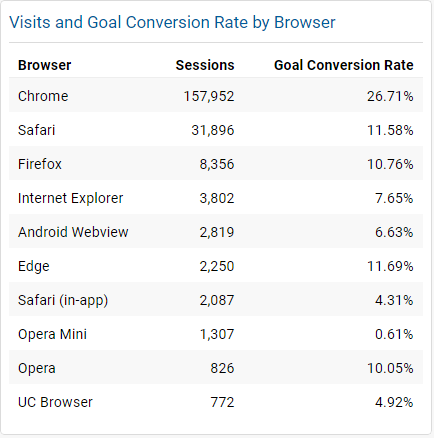 Visits and Goal Conversion Rate by Browser
Browser Sessions Goal Conversion Rate
Chrome 157,952 26.71%
Safari 31,896 11.58%
Firefox 8,356 10.76%
Internet Explorer 3,802 7.65%
Android Webview 2,819 6.63%
Edge 2,250 11.69%
Safari (in-app) 2,087 4.31%
Opera Mini 1,307 0.61%
Opera 826 10.05%
UC Browser 772 4.92%